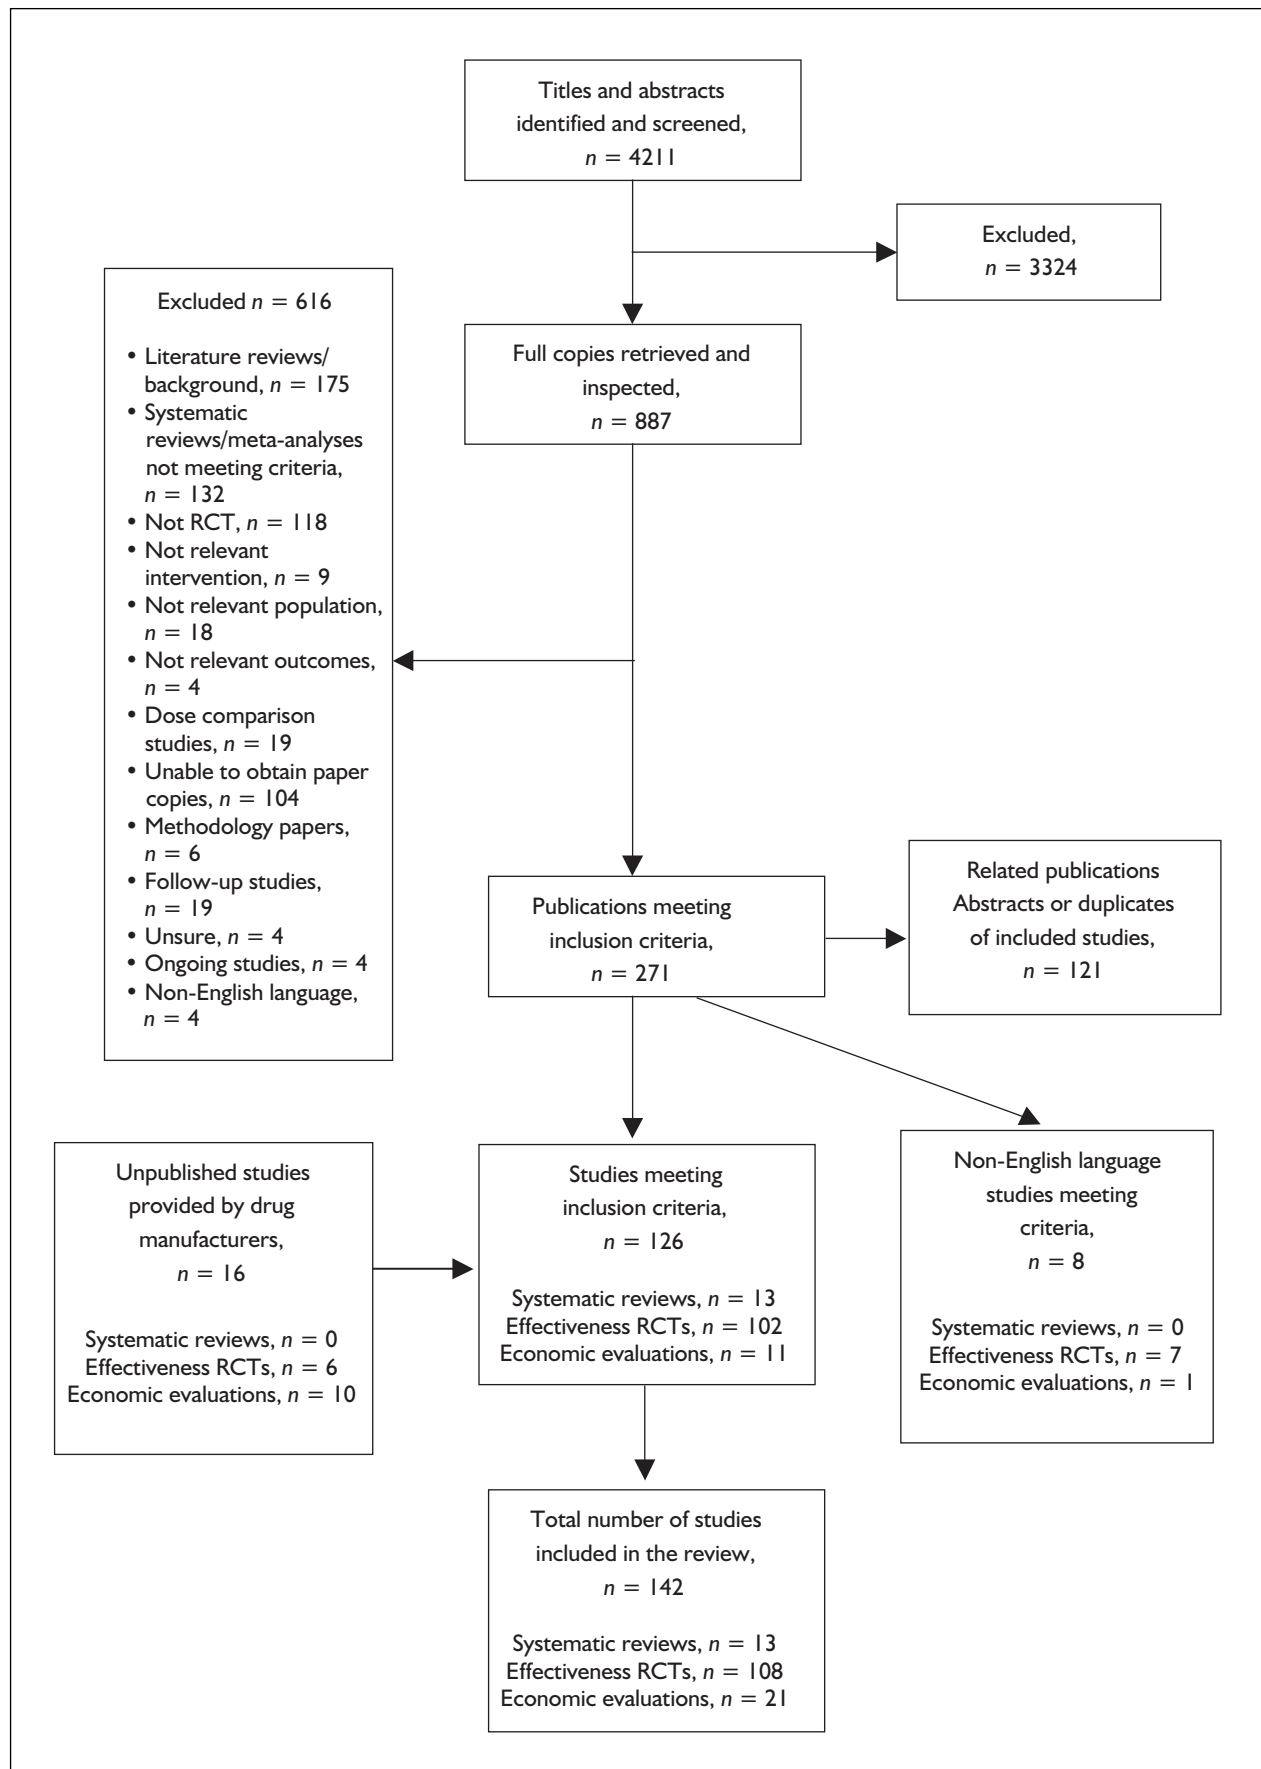 Titles and abstracts
identified and screened,
n = 4211
Excluded,
n = 3324
Full copies retrieved and
inspected,
n = 887
Excluded n = 616
• Literature reviews/
background, n = 175
• Systematic
reviews/meta-analyses
not meeting criteria,
n = 132
• Not RCT, n = 118
• Not relevant
intervention, n = 9
• Not relevant population,
n = 18
• Not relevant outcomes,
n = 4
• Dose comparison
studies, n = 19
• Unable to obtain paper
copies, n = 104
• Methodology papers,
n = 6
• Follow-up studies,
n = 19
• Unsure, n = 4
• Ongoing studies, n = 4
• Non-English language,
n = 4
Publications meeting
inclusion criteria,
n = 271
Related publications
Abstracts or duplicates
of included studies,
n = 121
Unpublished studies
provided by drug
manufacturers,
n = 16
Systematic reviews, n = 0
Effectiveness RCTs, n = 6
Economic evaluations, n = 10
Studies meeting
inclusion criteria,
n = 126
Systematic reviews, n = 13
Effectiveness RCTs, n = 102
Economic evaluations, n = 11
Non-English language
studies meeting
criteria,
n = 8
Systematic reviews, n = 0
Effectiveness RCTs, n = 7
Economic evaluations, n = 1
Total number of studies
included in the review,
n = 142
Systematic reviews, n = 13
Effectiveness RCTs, n = 108
Economic evaluations, n = 21